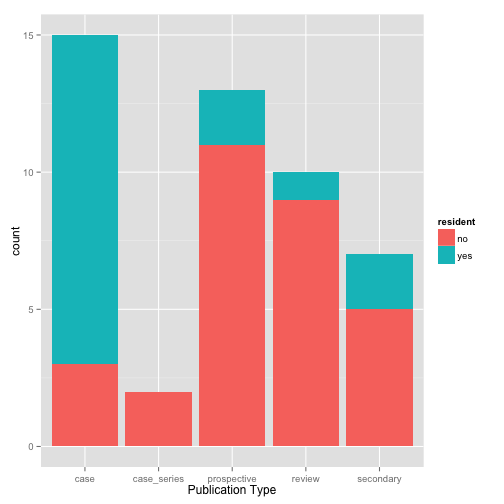 15
10
5
0
count
case case_series prospective review secondary
Publication Type
resident
no
yes